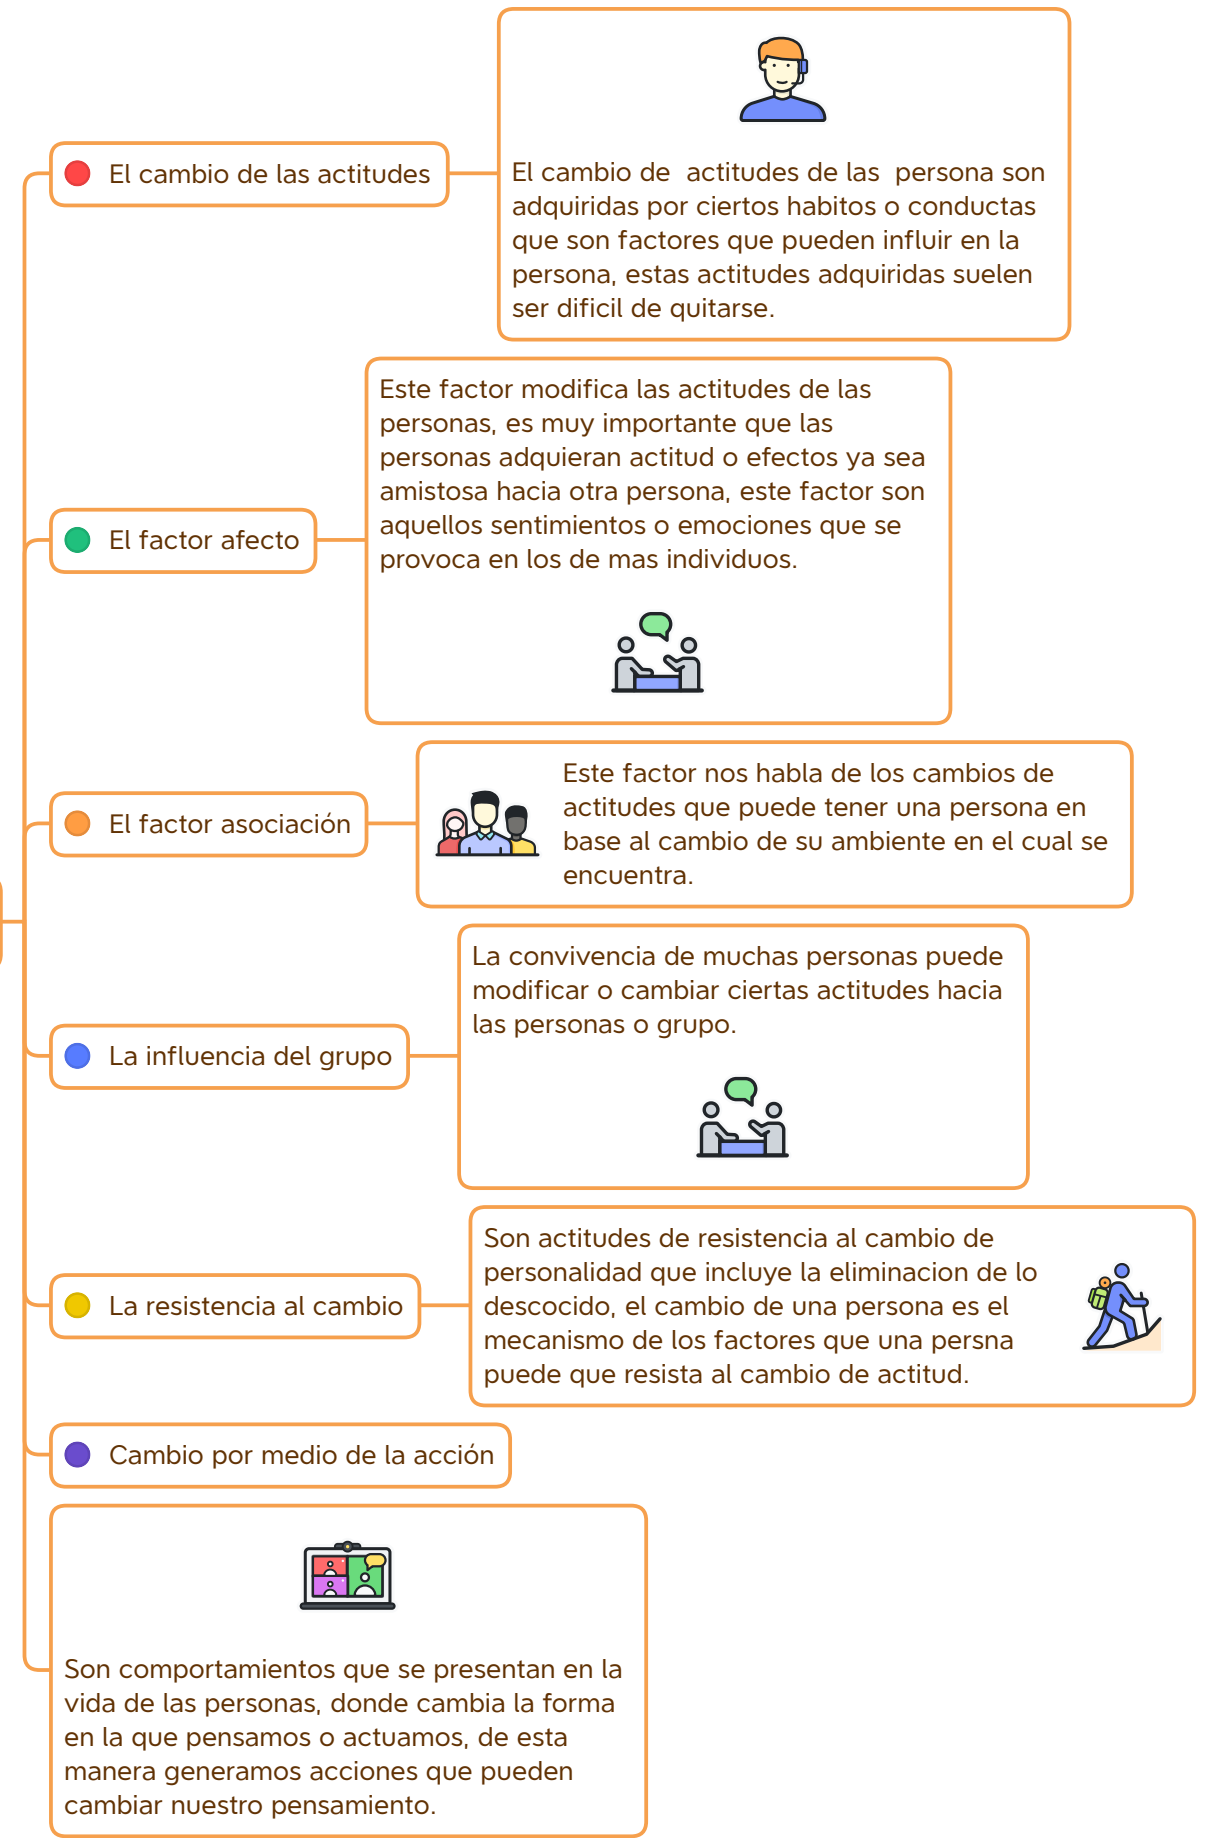 El cambio de las actitudes
El cambio de  actitudes de las  persona son
adquiridas por ciertos habitos o conductas
que son factores que pueden influir en la
persona, estas actitudes adquiridas suelen
ser dificil de quitarse.
El factor afecto
Este factor modifica las actitudes de las
personas, es muy importante que las
personas adquieran actitud o efectos ya sea
amistosa hacia otra persona, este factor son
aquellos sentimientos o emociones que se
provoca en los de mas individuos.
El factor asociación
Este factor nos habla de los cambios de
actitudes que puede tener una persona en
base al cambio de su ambiente en el cual se
encuentra.
La influencia del grupo
La convivencia de muchas personas puede
modificar o cambiar ciertas actitudes hacia
las personas o grupo.
La resistencia al cambio
Son actitudes de resistencia al cambio de
personalidad que incluye la eliminacion de lo
descocido, el cambio de una persona es el
mecanismo de los factores que una persna
puede que resista al cambio de actitud.
Cambio por medio de la acción
Son comportamientos que se presentan en la
vida de las personas, donde cambia la forma
en la que pensamos o actuamos, de esta
manera generamos acciones que pueden
cambiar nuestro pensamiento.